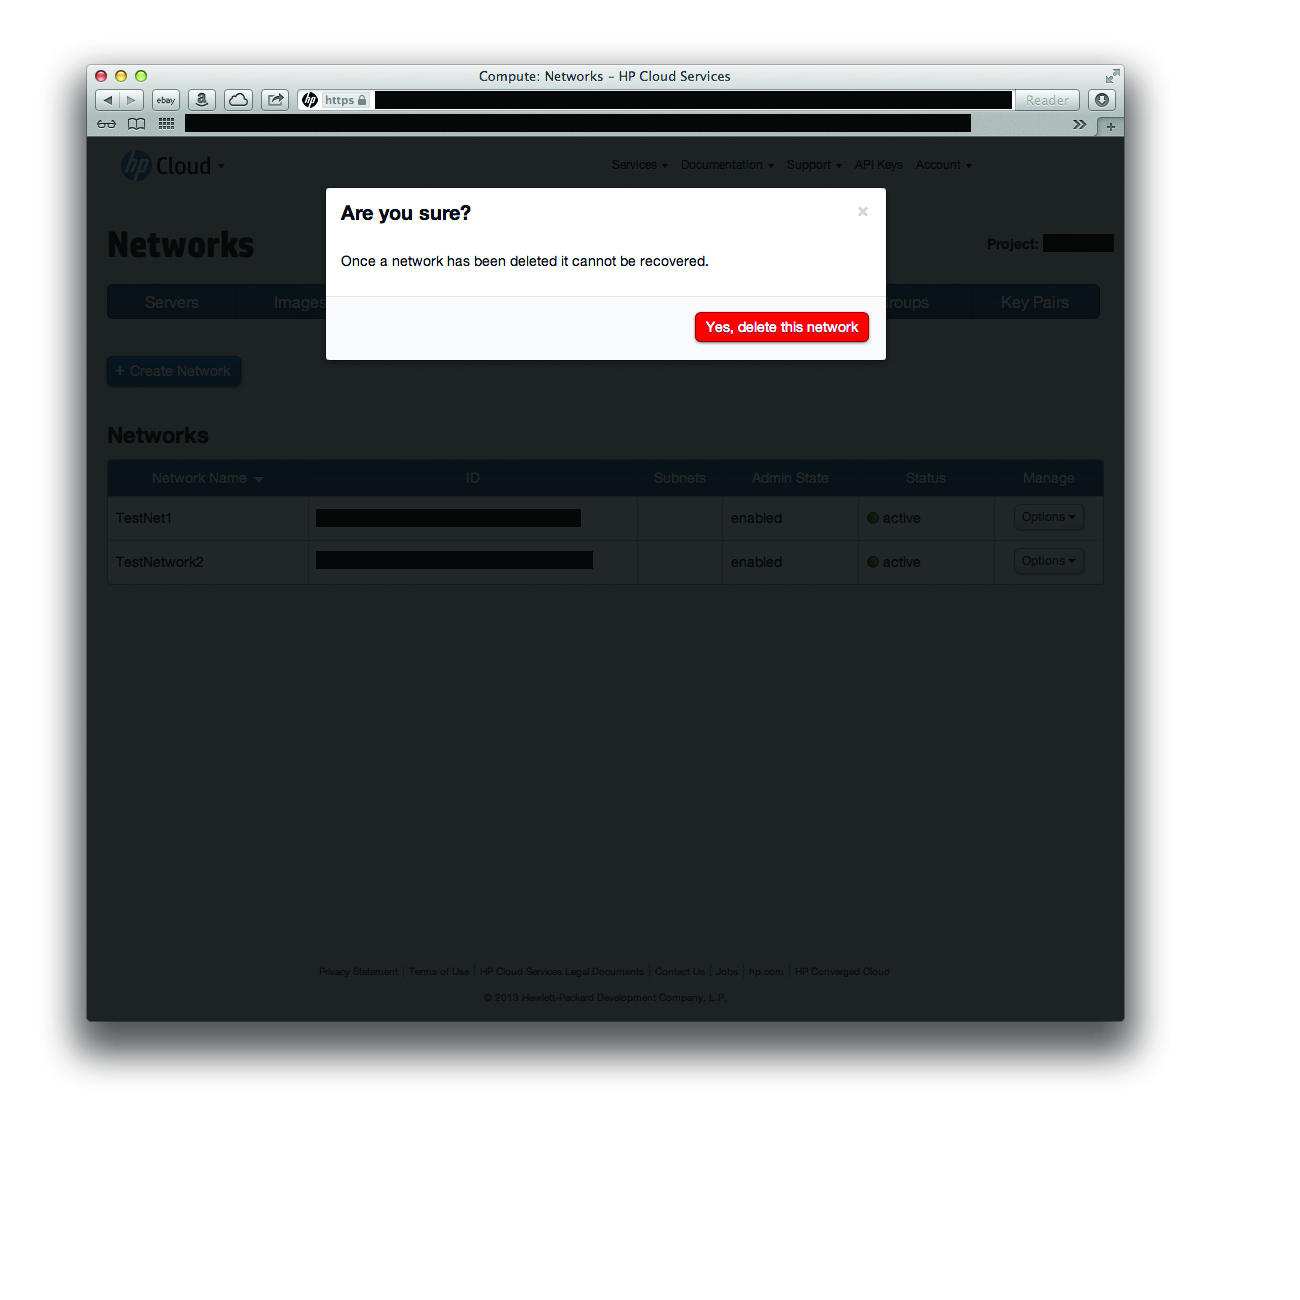 Compute: Networks – HP Cloud Services
ebay a hp https Reader
hp Cloud Services Documentation Support API Keys Account
Are you sure? ×
Once a network has been deleted it cannot be recovered.
Yes, delete this network
Networks Project:
Servers Images roups Key Pairs
+ Create Network
Networks
Network Name ID Subnets Admin State Status Manage
TestNet1 enabled active Options
TestNetwork2 enabled active Options
Privacy Statement | Terms of Use | HP Cloud Services Legal Documents | Contact Us | Jobs | hp.com | HP Converged Cloud
© 2013 Hewlett-Packard Development Company, L.P.